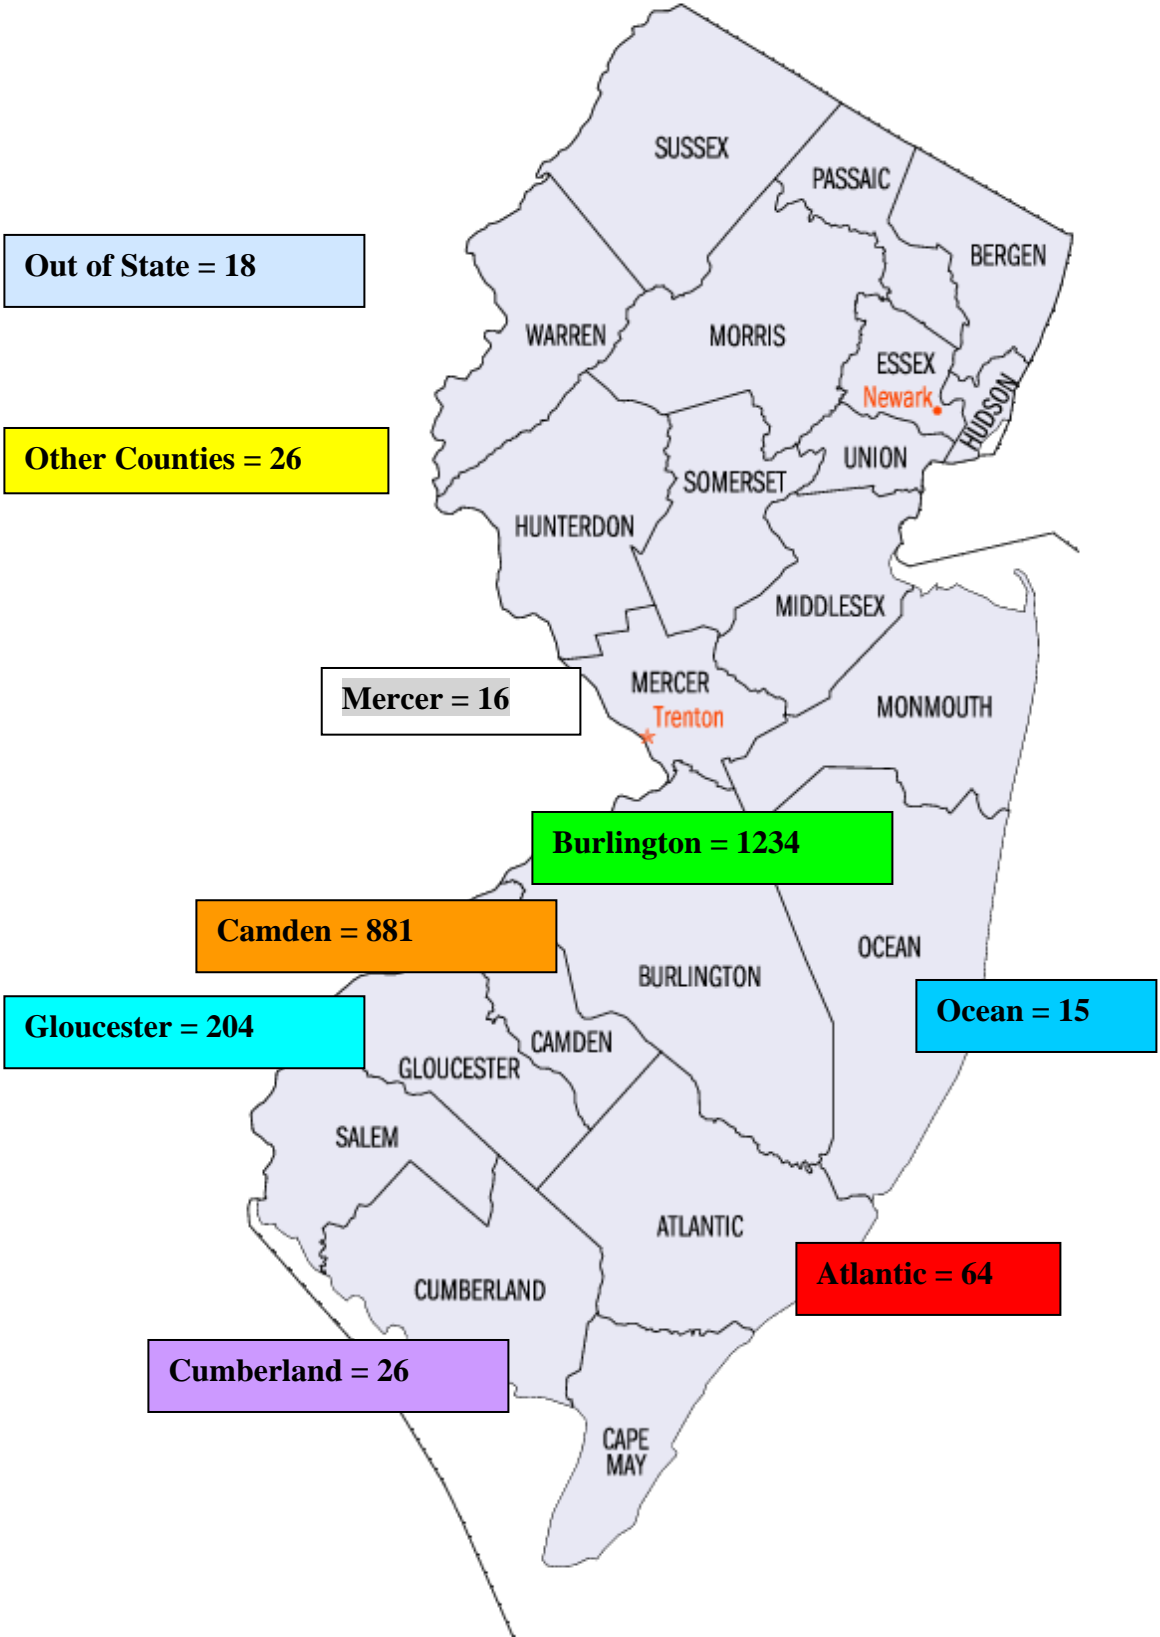 SUSSEX
PASSAIC
BERGEN
Out of State = 18
WARREN
MORRIS
ESSEX
Newark
HUDSON
Other Counties = 26
UNION
SOMERSET
HUNTERDON
MIDDLESEX
Mercer = 16
MERCER
Trenton
MONMOUTH
Burlington = 1234
Camden = 881
OCEAN
BURLINGTON
Ocean = 15
Gloucester = 204
CAMDEN
GLOUCESTER
SALEM
ATLANTIC
Atlantic = 64
CUMBERLAND
Cumberland = 26
CAPE
MAY